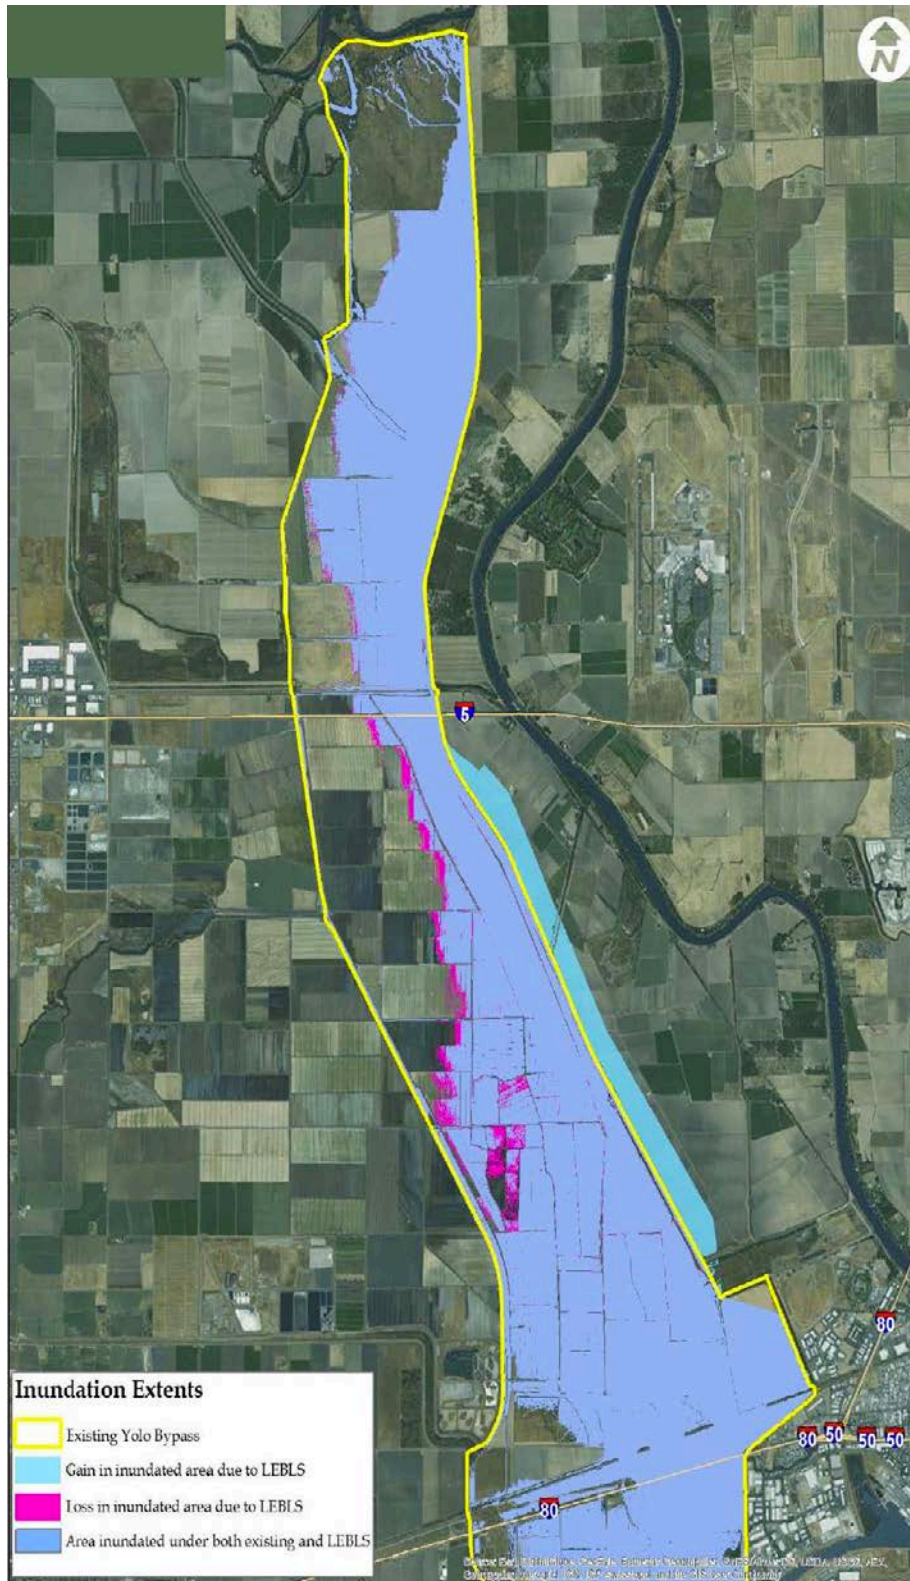 N
5
80
80
50
50
50
80
Inundation Extents
Existing Yolo Bypass
Gain in inundated area due to LEBLS
Loss in inundated area due to LEBLS
Area inundated under both existing and LEBLS